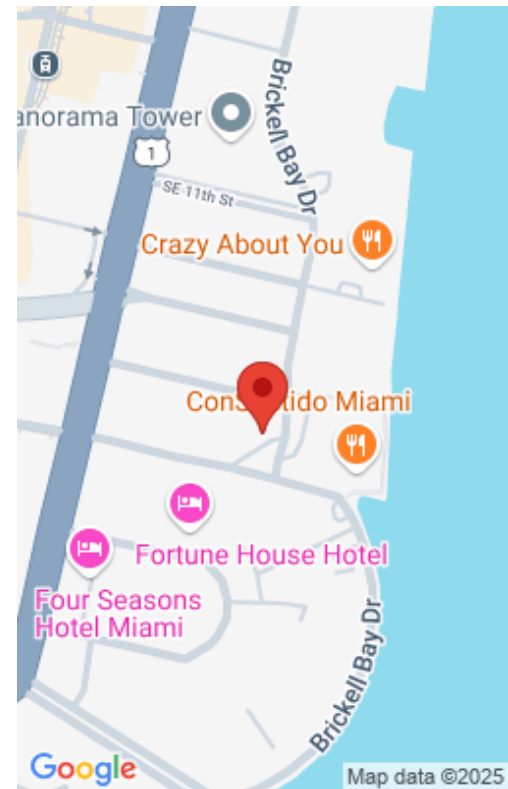 anorama Tower
Brickell Bay Dr
1
SE 11th St
Crazy About You
Miami
Fortune House Hotel
Four Seasons
Hotel Miami
Brickell Bay Dr
Google
Map data ©2025